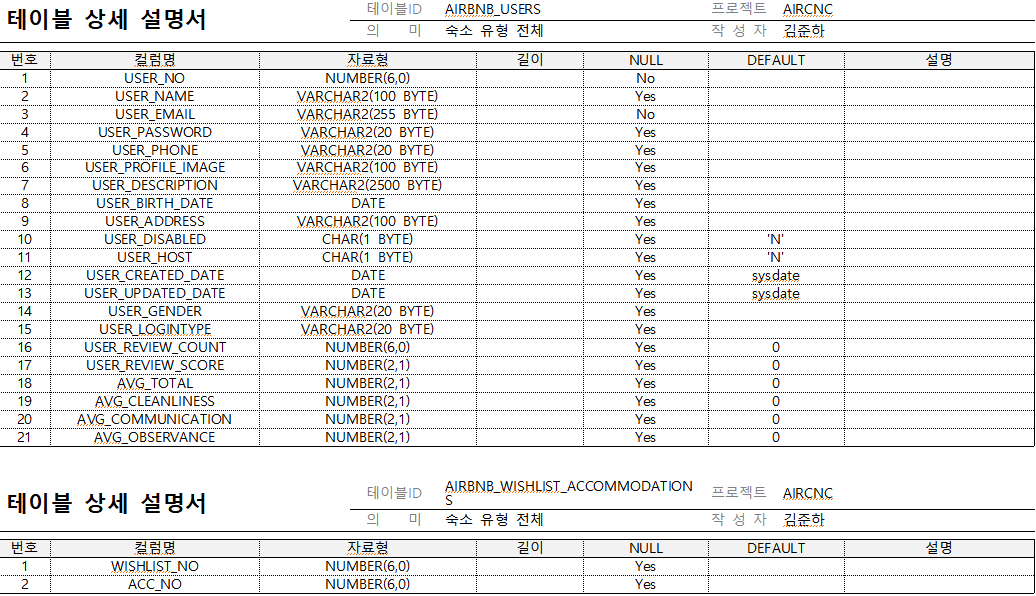 테이블 상세 설명서
테이블ID AIRBNB_USERS 프로젝트 AIRCNC
의 미 숙소 유형 전체 작 성 자 김준하
번호 컬럼명 자료형 길이 NULL DEFAULT 설명
1 USER_NO NUMBER(6,0) No
2 USER_NAME VARCHAR2(100 BYTE) Yes
3 USER_EMAIL VARCHAR2(255 BYTE) No
4 USER_PASSWORD VARCHAR2(20 BYTE) Yes
5 USER_PHONE VARCHAR2(20 BYTE) Yes
6 USER_PROFILE_IMAGE VARCHAR2(100 BYTE) Yes
7 USER_DESCRIPTION VARCHAR2(2500 BYTE) Yes
8 USER_BIRTH_DATE DATE Yes
9 USER_ADDRESS VARCHAR2(100 BYTE) Yes
10 USER_DISABLED CHAR(1 BYTE) Yes 'N'
11 USER_HOST CHAR(1 BYTE) Yes 'N'
12 USER_CREATED_DATE DATE Yes sysdate
13 USER_UPDATED_DATE DATE Yes sysdate
14 USER_GENDER VARCHAR2(20 BYTE) Yes
15 USER_LOGINTYPE VARCHAR2(20 BYTE) Yes
16 USER_REVIEW_COUNT NUMBER(6,0) Yes 0
17 USER_REVIEW_SCORE NUMBER(2,1) Yes 0
18 AVG_TOTAL NUMBER(2,1) Yes 0
19 AVG_CLEANLINESS NUMBER(2,1) Yes 0
20 AVG_COMMUNICATION NUMBER(2,1) Yes 0
21 AVG_OBSERVANCE NUMBER(2,1) Yes 0
테이블 상세 설명서
테이블ID AIRBNB_WISHLIST_ACCOMMODATION
S 프로젝트 AIRCNC
의 미 숙소 유형 전체 작 성 자 김준하
번호 컬럼명 자료형 길이 NULL DEFAULT 설명
1 WISHLIST_NO NUMBER(6,0) Yes
2 ACC_NO NUMBER(6,0) Yes